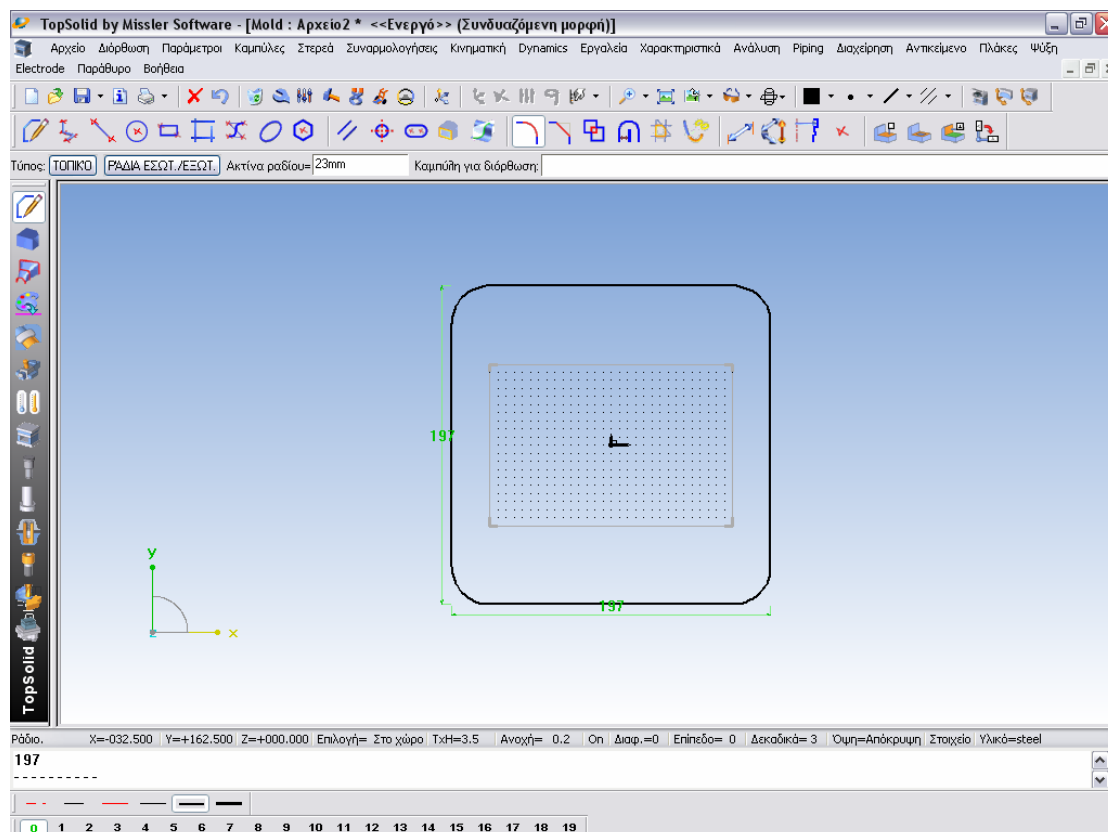 TopSolid by Missler Software - [Mold : Αρχείο2 * <<Ενεργό>> (Συνδυαζόμενη μορφή)]
Αρχείο Διόρθωση Παράμετροι Καμπύλες Στερεά Συναρμολογήσεις Κινηματική Dynamics Εργαλεία Χαρακτηριστικά Ανάλυση Piping Διαχείρηση Αντικείμενο Πλάκες Ψύξη
Electrode Παράθυρο Βοήθεια
Τύπος: ΤΟΠΙΚΟ ΡΑΔΙΑ ΕΣΩΤ./ΕΞΩΤ. Ακτίνα ραδίου= 23mm Καμπύλη για διόρθωση:
197
197
y
x
z
TopSolid
Ράδιο. X=-032.500 Y=+162.500 Z=+000.000 Επιλογή= Στο χώρο TxH=3.5 Ανοχή= 0.2 On Διαφ.=0 Επίπεδο= 0 Δεκαδικά= 3 Όψη=Απόκρυψη Στοιχείο Υλικό=steel
197
----------
0 1 2 3 4 5 6 7 8 9 10 11 12 13 14 15 16 17 18 19